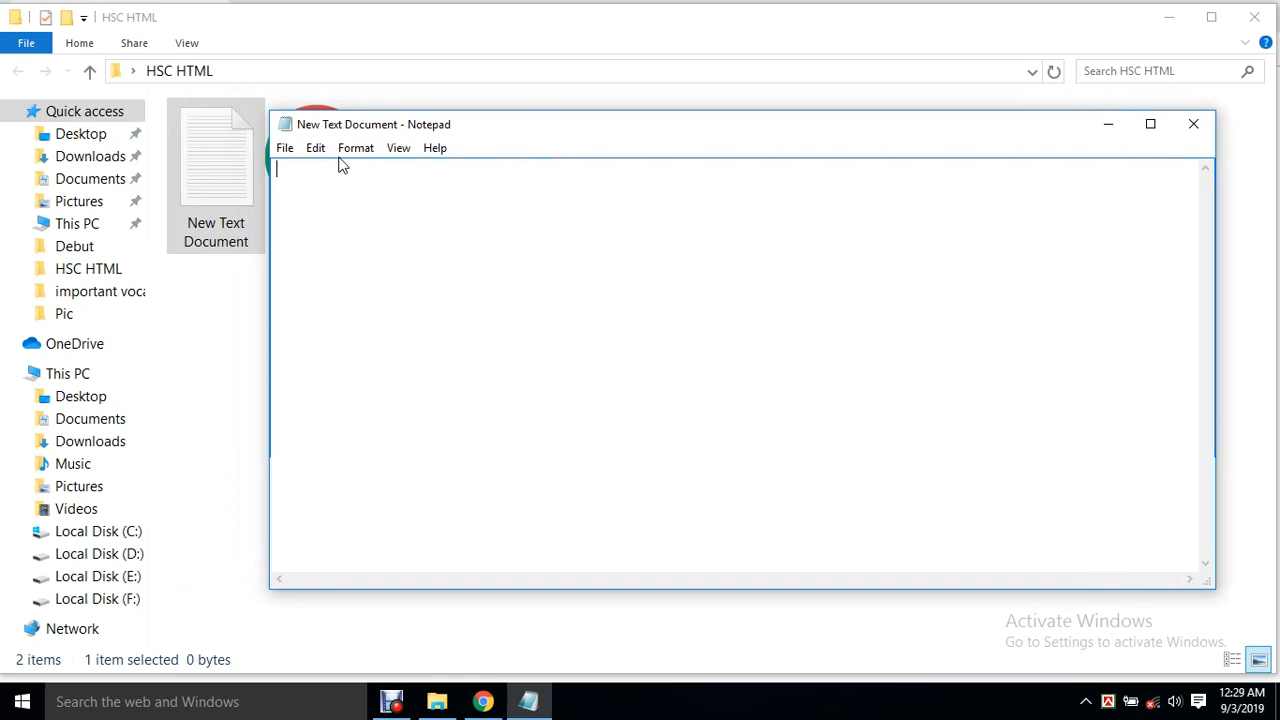 HSC HTML
File Home Share View
HSC HTML
Search HSC HTML
Quick access
Desktop
Downloads
Documents
Pictures
This PC
Debut
HSC HTML
important voca
Pic
OneDrive
This PC
Desktop
Documents
Downloads
Music
Pictures
Videos
Local Disk (C:)
Local Disk (D:)
Local Disk (E:)
Local Disk (F:)
Network
New Text
Document
New Text Document - Notepad
File Edit Format View Help
Activate Windows
Go to Settings to activate Windows.
2 items 1 item selected 0 bytes
Search the web and Windows
12:29 AM
9/3/2019